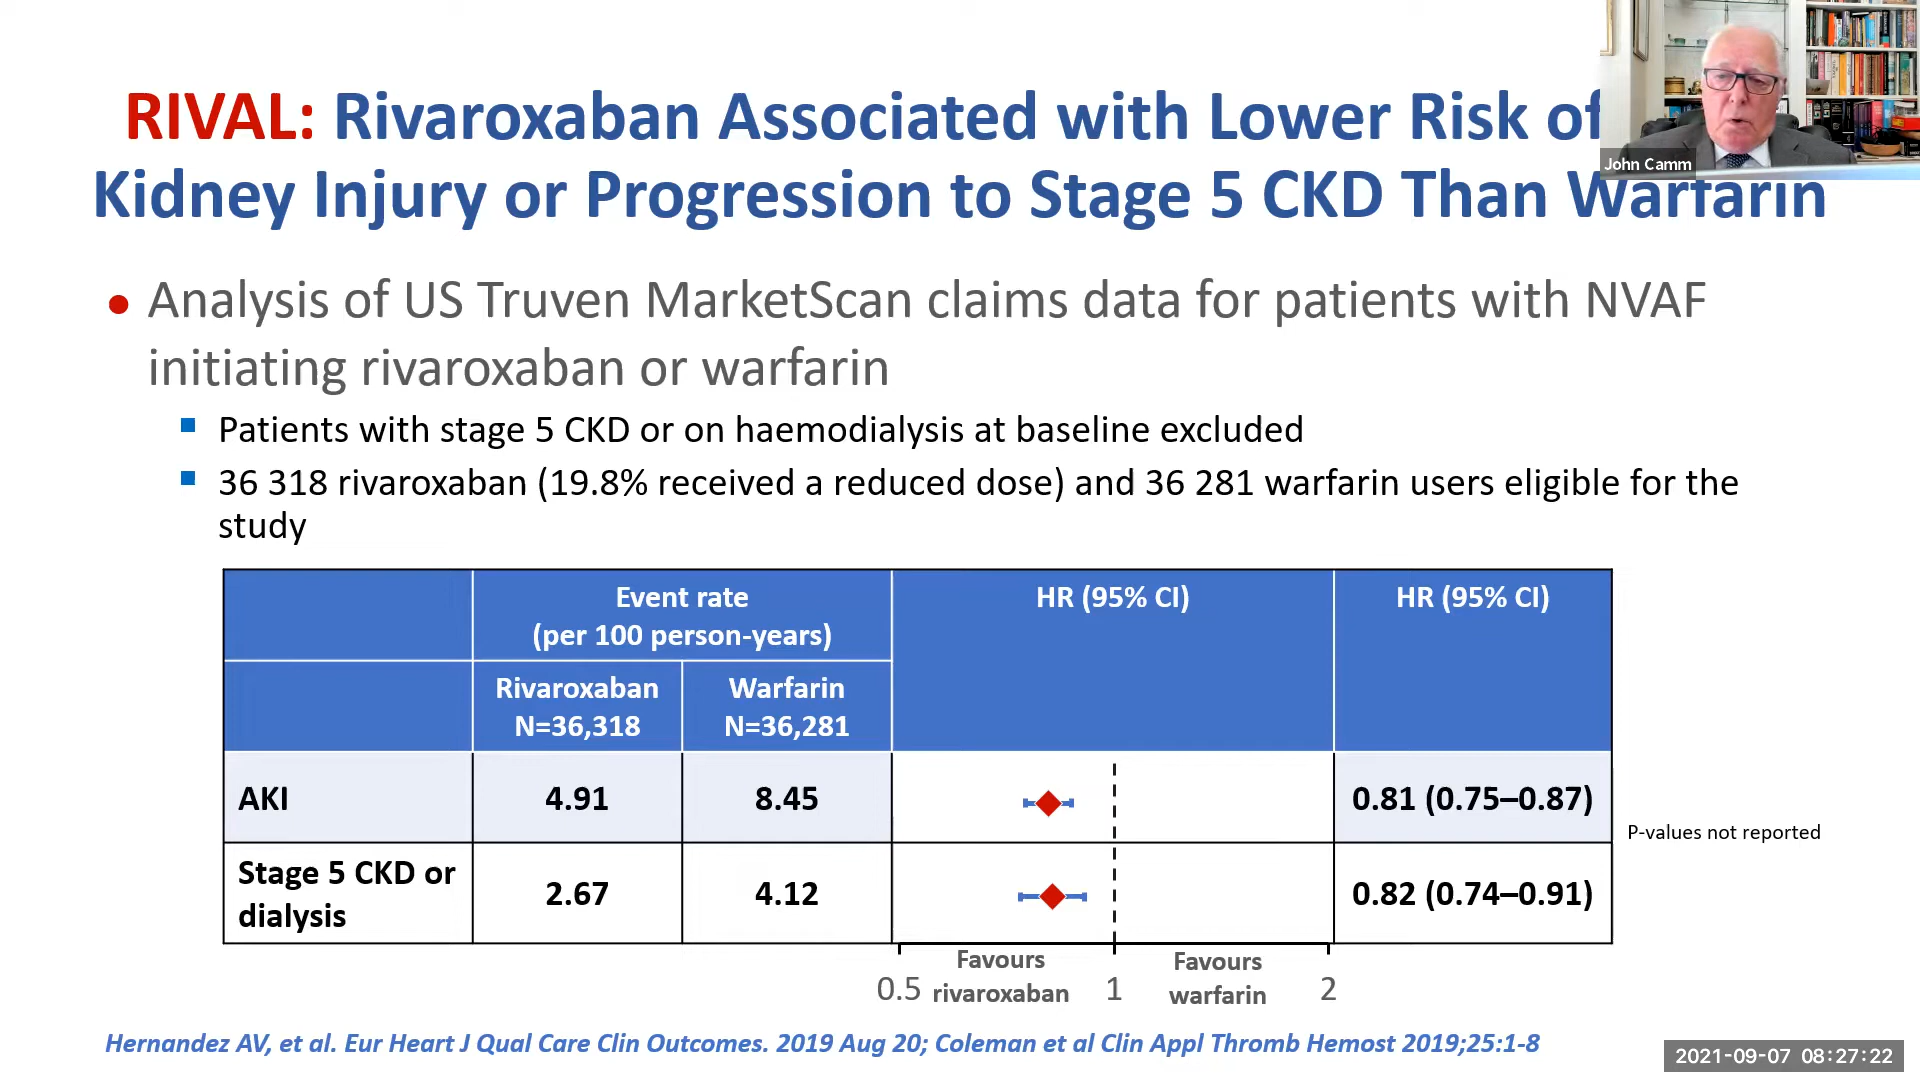 RIVAL: Rivaroxaban Associated with Lower Risk of
Kidney Injury or Progression to Stage 5 CKD Than Warfarin
John Camm
• Analysis of US Truven MarketScan claims data for patients with NVAF
initiating rivaroxaban or warfarin
Patients with stage 5 CKD or on haemodialysis at baseline excluded
36 318 rivaroxaban (19.8% received a reduced dose) and 36 281 warfarin users eligible for the
study
Event rate
(per 100 person-years)
HR (95% CI)
HR (95% CI)
Rivaroxaban
N=36,318
Warfarin
N=36,281
AKI
4.91
8.45
0.81 (0.75–0.87)
P-values not reported
Stage 5 CKD or
dialysis
2.67
4.12
0.82 (0.74–0.91)
Favours
rivaroxaban
Favours
warfarin
0.5
1
2
Hernandez AV, et al. Eur Heart J Qual Care Clin Outcomes. 2019 Aug 20; Coleman et al Clin Appl Thromb Hemost 2019;25:1-8
2021-09-07 08:27:22